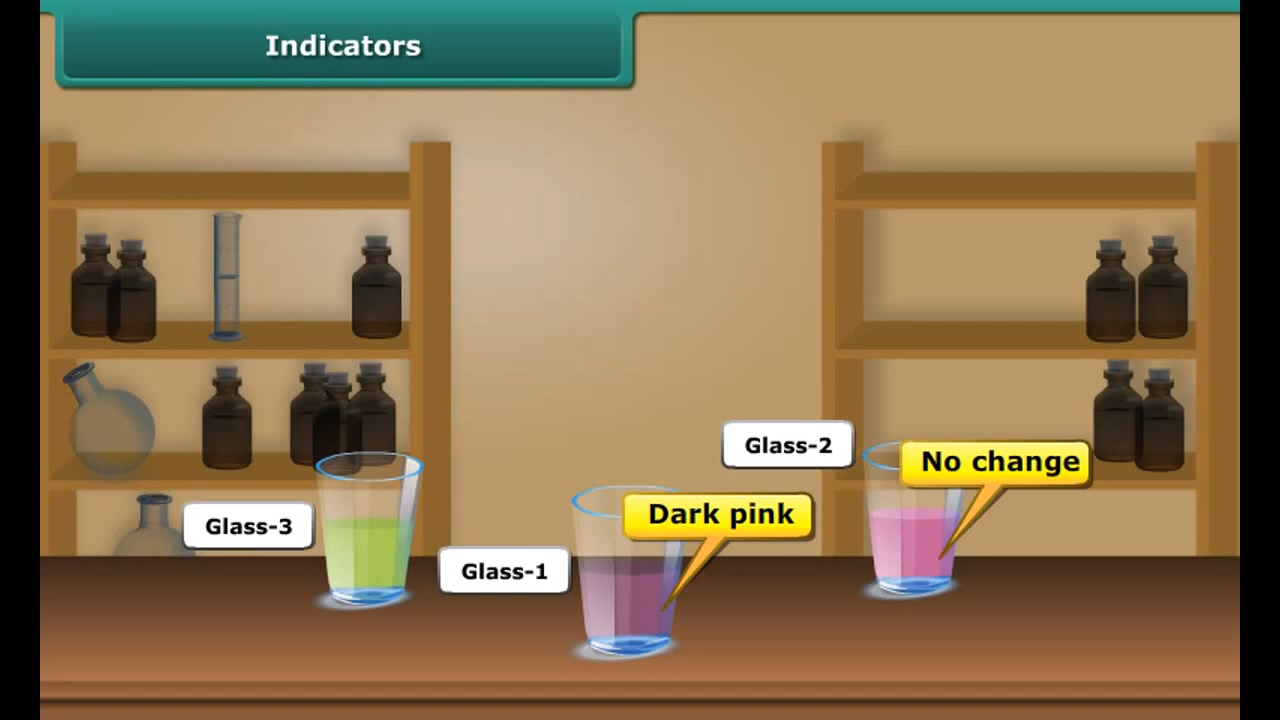 Indicators
Glass-2
No change
Glass-3
Dark pink
Glass-1